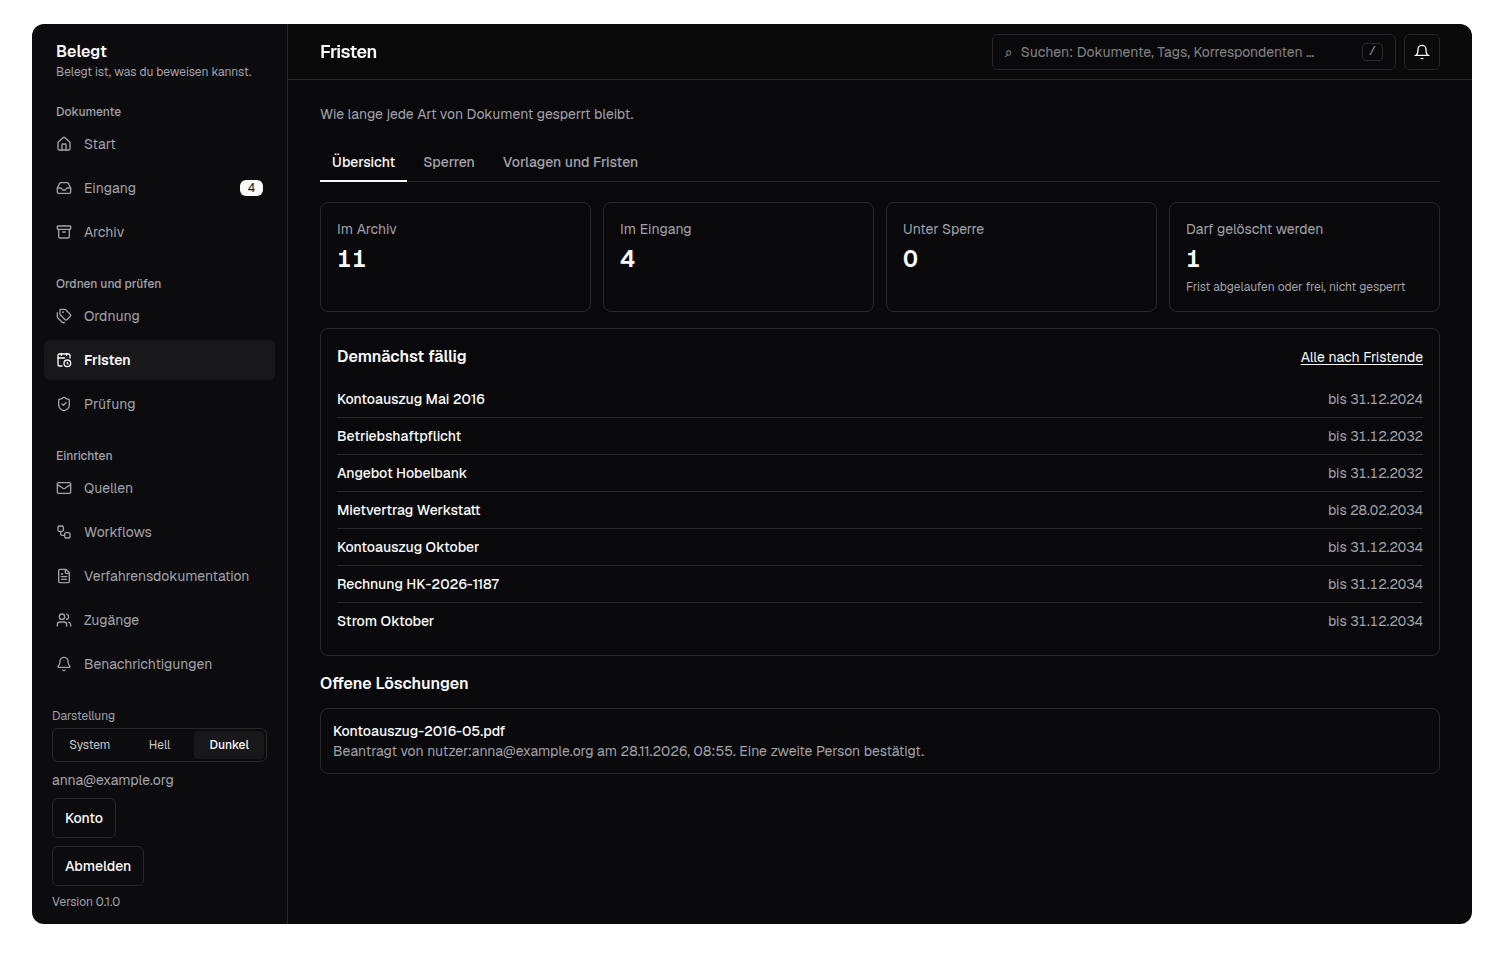 Belegt
Belegt ist, was du beweisen kannst.
Dokumente
Start
Eingang 4
Archiv
Ordnen und prüfen
Ordnung
Fristen
Prüfung
Einrichten
Quellen
Workflows
Verfahrensdokumentation
Zugänge
Benachrichtigungen
Darstellung
System Hell Dunkel
anna@example.org
Konto
Abmelden
Version 0.1.0
Fristen
Suchen: Dokumente, Tags, Korrespondenten … /
Wie lange jede Art von Dokument gesperrt bleibt.
Übersicht Sperren Vorlagen und Fristen
Im Archiv
11
Im Eingang
4
Unter Sperre
0
Darf gelöscht werden
1
Frist abgelaufen oder frei, nicht gesperrt
Demnächst fällig Alle nach Fristende
Kontoauszug Mai 2016 bis 31.12.2024
Betriebshaftpflicht bis 31.12.2032
Angebot Hobelbank bis 31.12.2032
Mietvertrag Werkstatt bis 28.02.2034
Kontoauszug Oktober bis 31.12.2034
Rechnung HK-2026-1187 bis 31.12.2034
Strom Oktober bis 31.12.2034
Offene Löschungen
Kontoauszug-2016-05.pdf
Beantragt von nutzer:anna@example.org am 28.11.2026, 08:55. Eine zweite Person bestätigt.